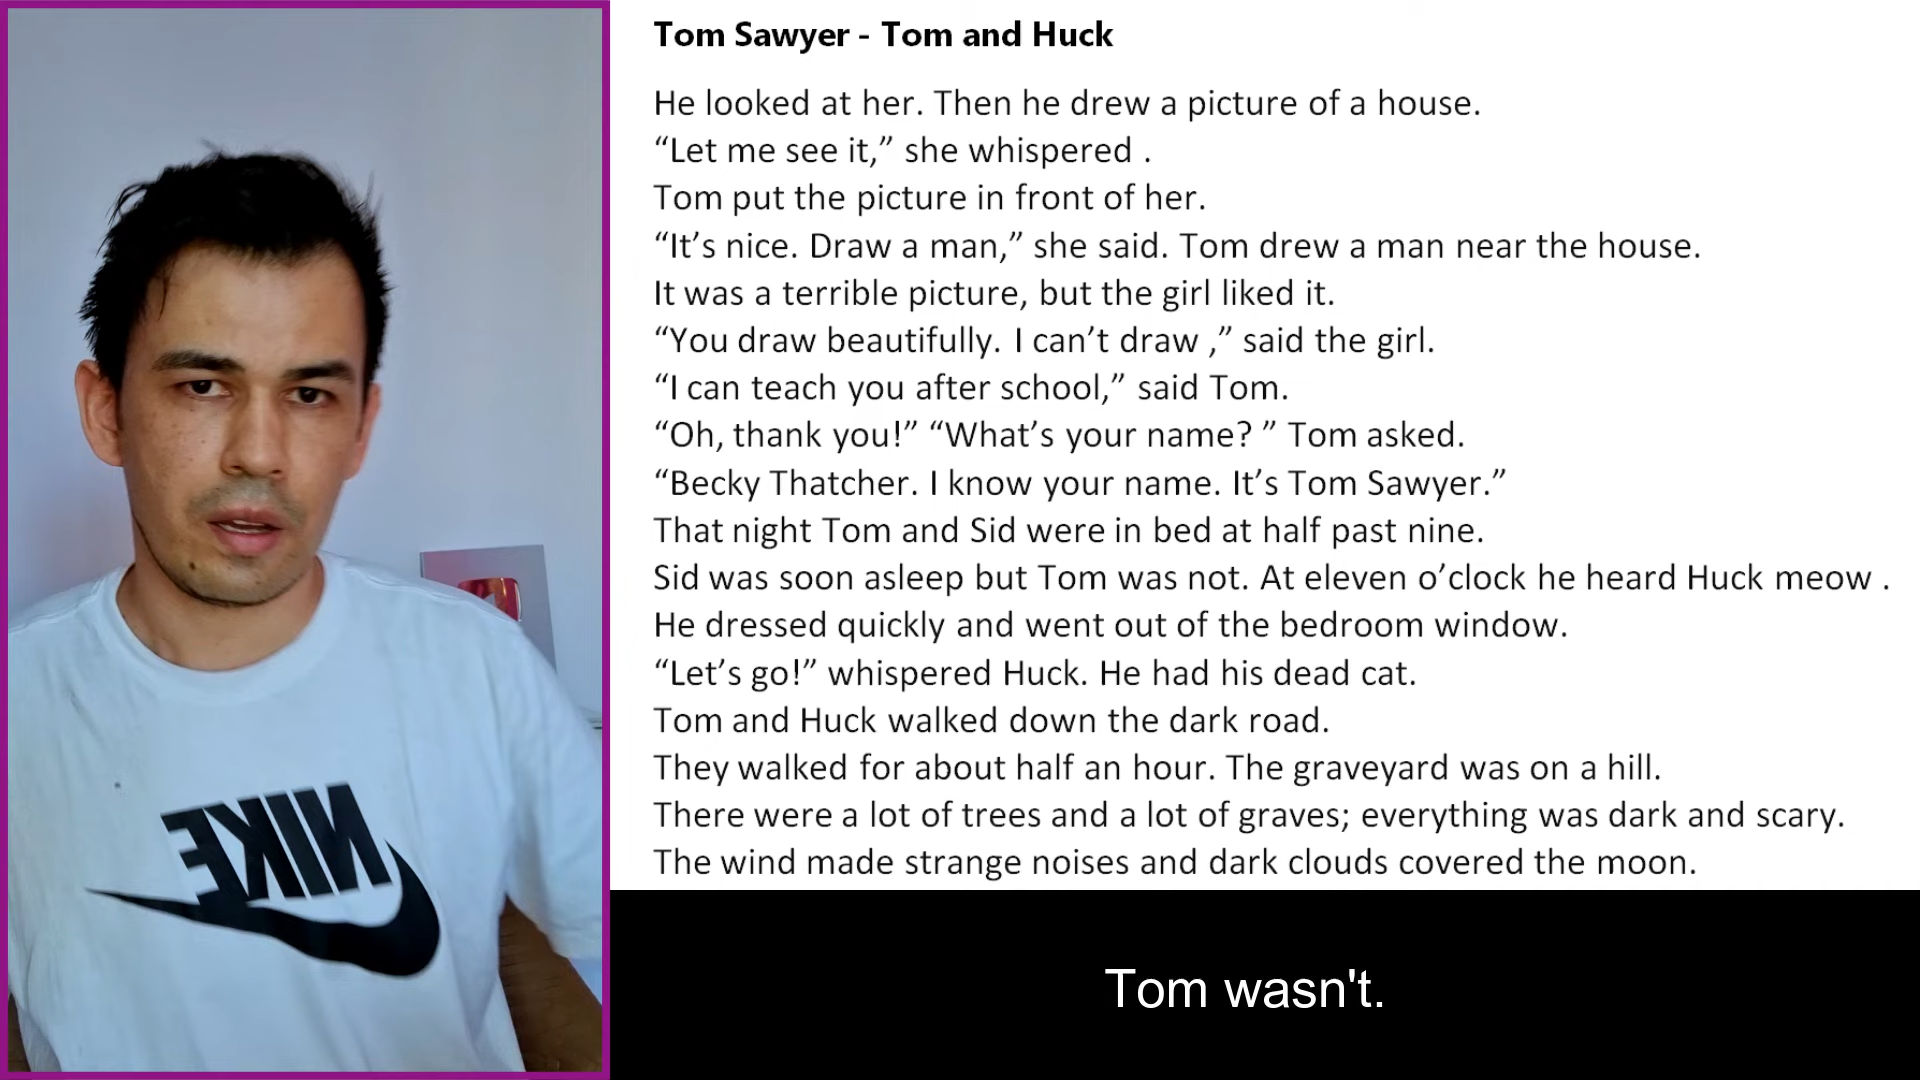 Tom Sawyer - Tom and Huck
He looked at her. Then he drew a picture of a house.
“Let me see it,” she whispered .
Tom put the picture in front of her.
“It’s nice. Draw a man,” she said. Tom drew a man near the house.
It was a terrible picture, but the girl liked it.
“You draw beautifully. I can’t draw ,” said the girl.
“I can teach you after school,” said Tom.
“Oh, thank you!” “What’s your name? ” Tom asked.
“Becky Thatcher. I know your name. It’s Tom Sawyer.”
That night Tom and Sid were in bed at half past nine.
Sid was soon asleep but Tom was not. At eleven o’clock he heard Huck meow .
He dressed quickly and went out of the bedroom window.
“Let’s go!” whispered Huck. He had his dead cat.
Tom and Huck walked down the dark road.
They walked for about half an hour. The graveyard was on a hill.
There were a lot of trees and a lot of graves; everything was dark and scary.
The wind made strange noises and dark clouds covered the moon.
Tom wasn't.
NIKE